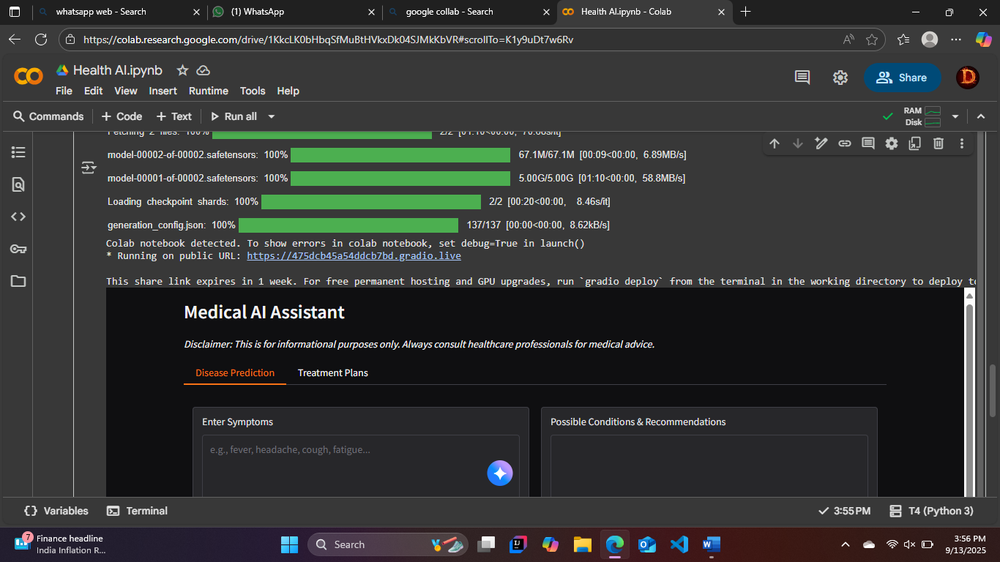 whatsapp web - Search
(1) WhatsApp
google collab - Search
Health AI.ipynb - Colab
https://colab.research.google.com/drive/1KkcLK0bHbqSfMuBtHVkxDk04SJMkKbVR#scrollTo=K1y9uDt7w6Rv
Health AI.ipynb
Share
D
File Edit View Insert Runtime Tools Help
Commands + Code + Text Run all
RAM
Disk
Fetching 2 files: 100% 2/2 [01:10<00:00, 70.68s/it]
model-00002-of-00002.safetensors: 100% 67.1M/67.1M [00:09<00:00, 6.89MB/s]
model-00001-of-00002.safetensors: 100% 5.00G/5.00G [01:10<00:00, 58.8MB/s]
Loading checkpoint shards: 100% 2/2 [00:20<00:00, 8.46s/it]
generation_config.json: 100% 137/137 [00:00<00:00, 8.62kB/s]
Colab notebook detected. To show errors in colab notebook, set debug=True in launch()
* Running on public URL: https://475dcb45a54ddcb7bd.gradio.live
This share link expires in 1 week. For free permanent hosting and GPU upgrades, run `gradio deploy` from the terminal in the working directory to deploy to
Medical AI Assistant
Disclaimer: This is for informational purposes only. Always consult healthcare professionals for medical advice.
Disease Prediction Treatment Plans
Enter Symptoms
e.g., fever, headache, cough, fatigue...
Possible Conditions & Recommendations
Variables Terminal
3:55 PM T4 (Python 3)
7
Finance headline
India Inflation R...
Search
3:56 PM
9/13/2025